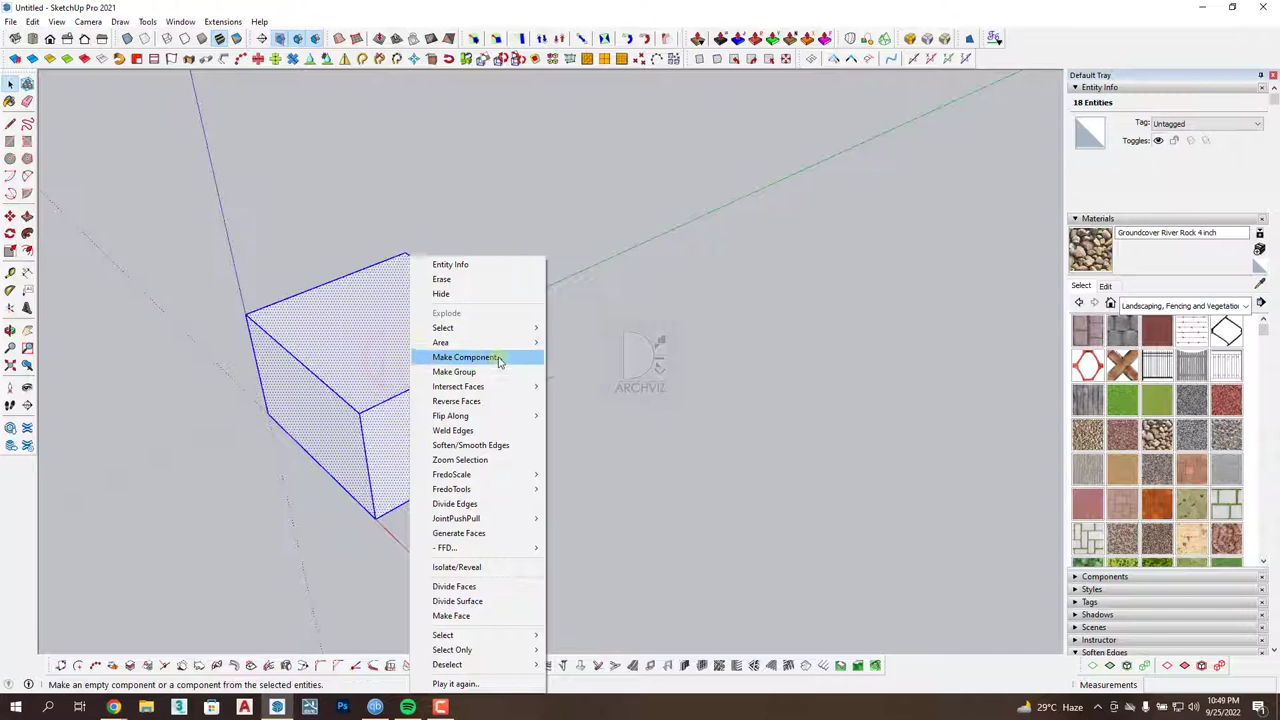 Untitled - SketchUp Pro 2021
File Edit View Camera Draw Tools Window Extensions Help
Default Tray
Entity Info
18 Entities
Tag: Untagged
Toggles:
Materials
Groundcover River Rock 4 inch
Select Edit
Landscaping, Fencing and Vegetation
Entity Info
Erase
Hide
Explode
Select
Area
Make Component...
Make Group
Intersect Faces
Reverse Faces
Flip Along
Weld Edges
Soften/Smooth Edges
Zoom Selection
FredoScale
FredoTools
Divide Edges
JointPushPull
Generate Faces
- FFD...
Isolate/Reveal
Divide Faces
Divide Surface
Make Face
Select
Select Only
Deselect
Play it again..
ARCHVIZ
Components
Styles
Tags
Shadows
Scenes
Instructor
Soften Edges
Make an empty component or a component from the selected entities.
Measurements
29°C Haze
10:49 PM
9/25/2022